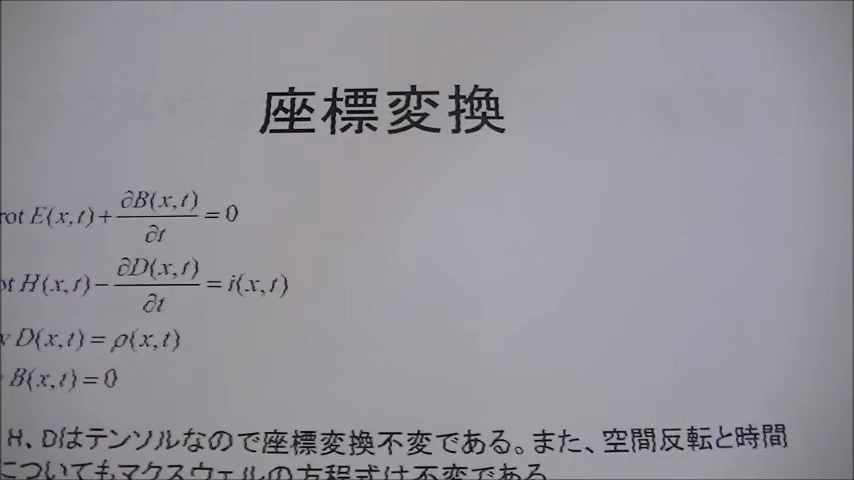 座標変換
rot E(x,t) + ∂B(x,t)/∂t = 0
ot H(x,t) − ∂D(x,t)/∂t = i(x,t)
v D(x,t) = ρ(x,t)
B(x,t) = 0
H、Dはテンソルなので座標変換不変である。また、空間反転と時間
についてもマクスウェルの方程式は不変である